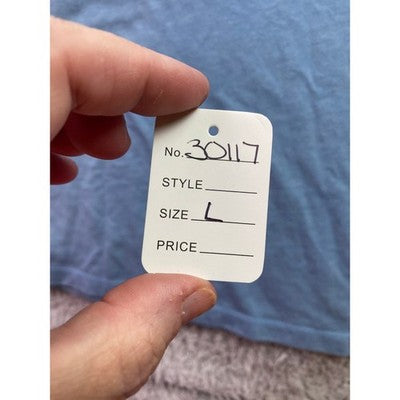 No. 30117
STYLE
SIZE L
PRICE